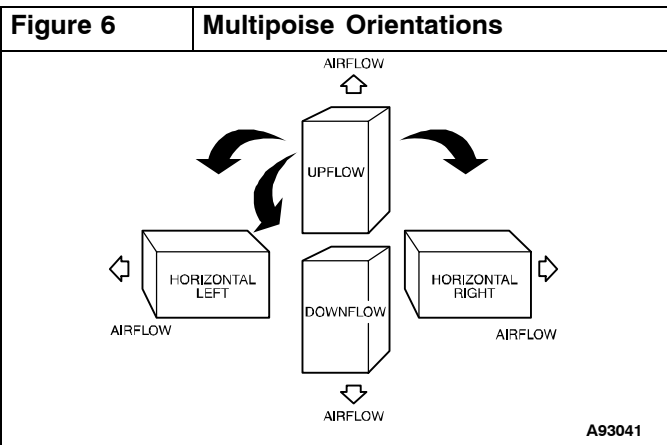 Figure 6
Multipoise Orientations
AIRFLOW
UPFLOW
HORIZONTAL
LEFT
AIRFLOW
DOWNFLOW
HORIZONTAL
RIGHT
AIRFLOW
AIRFLOW
A93041